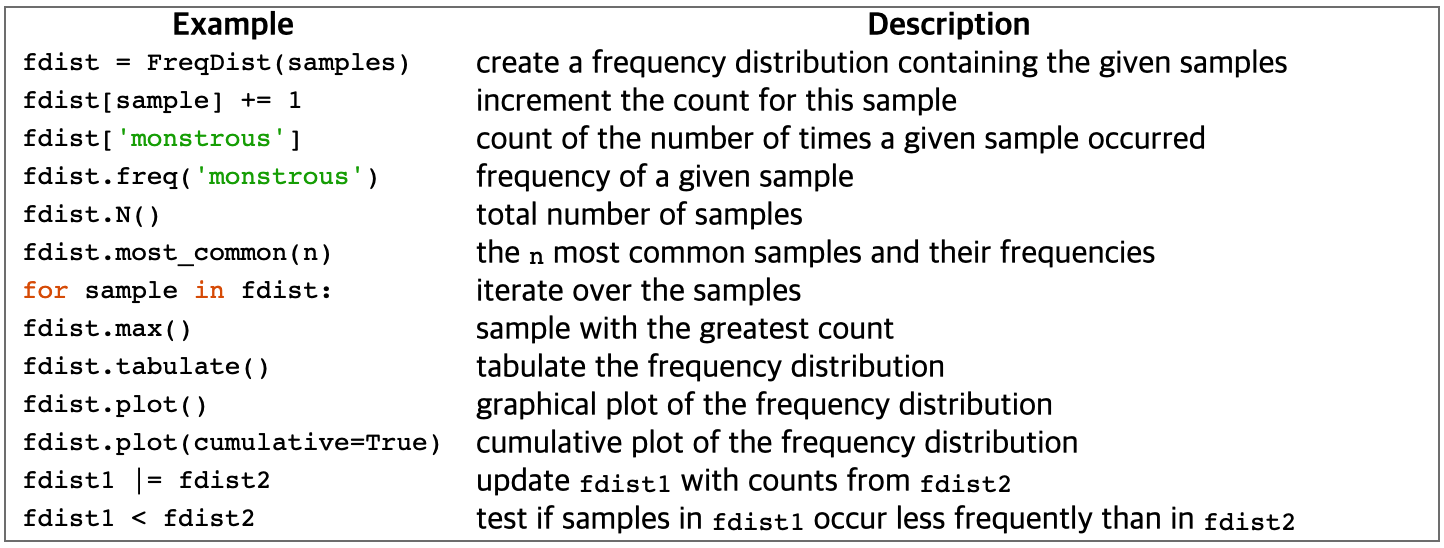 Example Description
fdist = FreqDist(samples) create a frequency distribution containing the given samples
fdist[sample] += 1 increment the count for this sample
fdist['monstrous'] count of the number of times a given sample occurred
fdist.freq('monstrous') frequency of a given sample
fdist.N() total number of samples
fdist.most_common(n) the n most common samples and their frequencies
for sample in fdist: iterate over the samples
fdist.max() sample with the greatest count
fdist.tabulate() tabulate the frequency distribution
fdist.plot() graphical plot of the frequency distribution
fdist.plot(cumulative=True) cumulative plot of the frequency distribution
fdist1 |= fdist2 update fdist1 with counts from fdist2
fdist1 < fdist2 test if samples in fdist1 occur less frequently than in fdist2